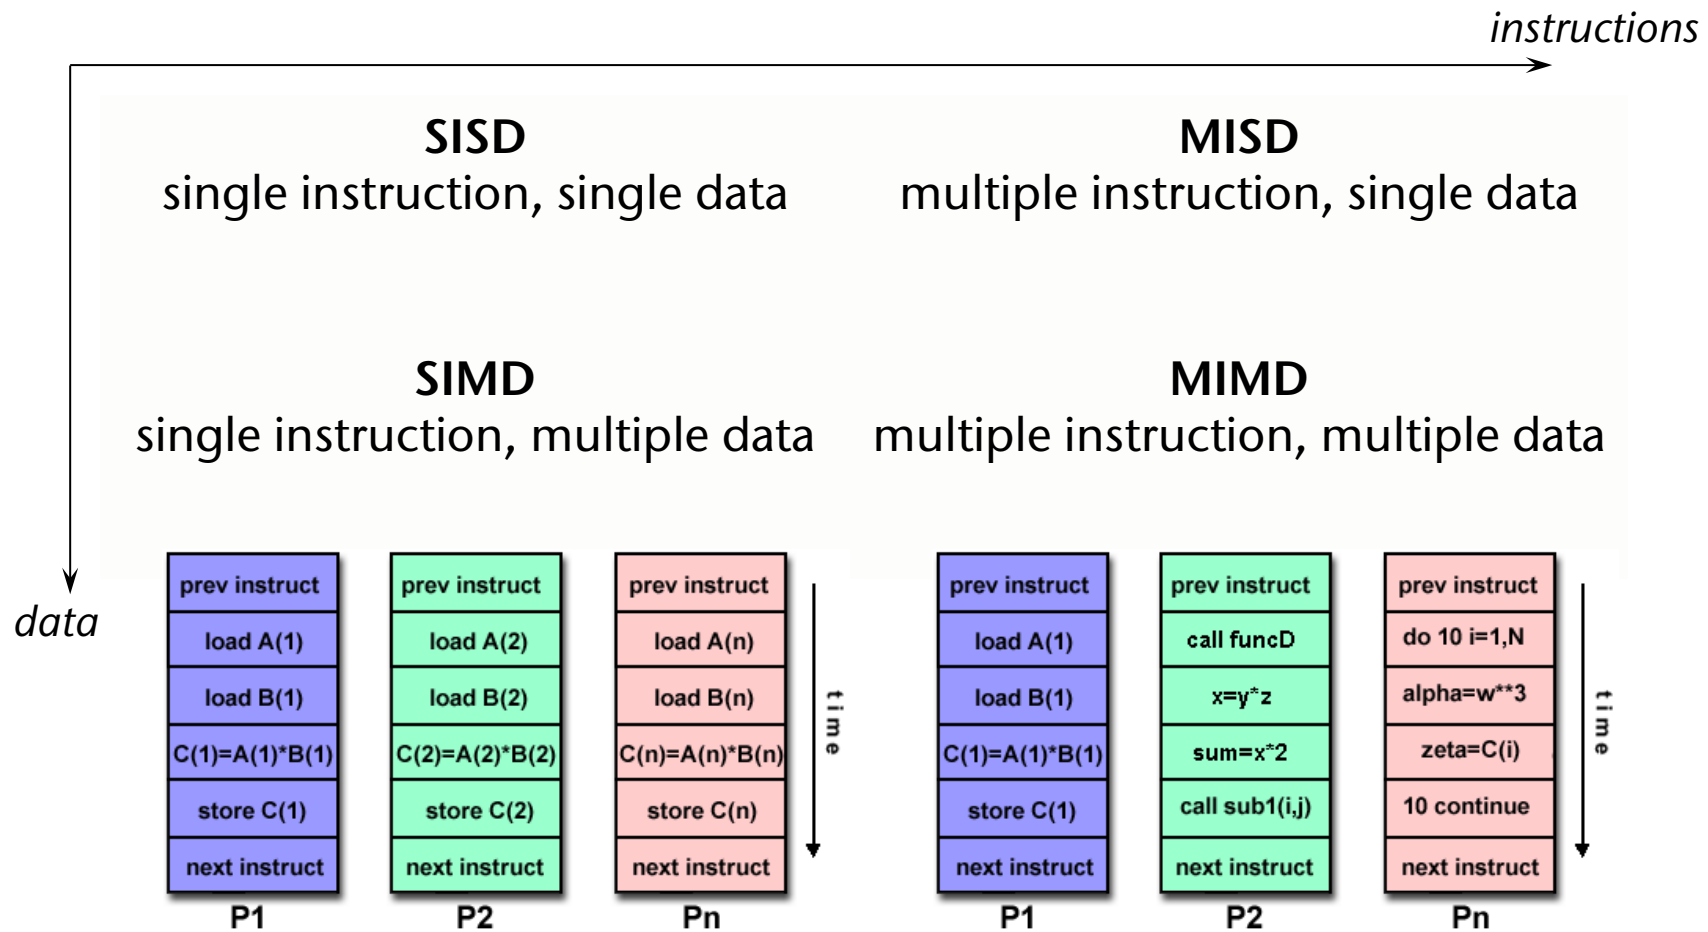 instructions
SISD
single instruction, single data
MISD
multiple instruction, single data
SIMD
single instruction, multiple data
MIMD
multiple instruction, multiple data
data
prev instruct
load A(1)
load B(1)
C(1)=A(1)*B(1)
store C(1)
next instruct
P1
prev instruct
load A(2)
load B(2)
C(2)=A(2)*B(2)
store C(2)
next instruct
P2
prev instruct
load A(n)
load B(n)
C(n)=A(n)*B(n)
store C(n)
next instruct
Pn
time
prev instruct
load A(1)
load B(1)
C(1)=A(1)*B(1)
store C(1)
next instruct
P1
prev instruct
call funcD
x=y*z
sum=x*2
call sub1(i,j)
next instruct
P2
prev instruct
do 10 i=1,N
alpha=w**3
zeta=C(i)
10 continue
next instruct
Pn
time